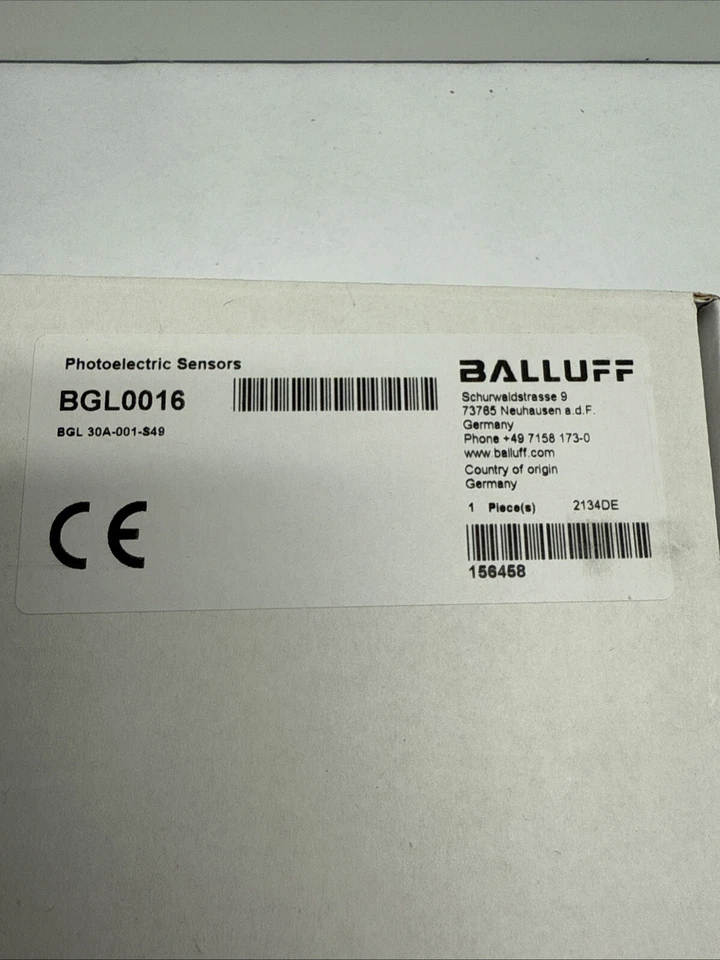 Photoelectric Sensors
BGL0016
BGL 30A-001-S49
CE
BALLUFF
Schurwaldstrasse 9
73765 Neuhausen a.d.F.
Germany
Phone +49 7158 173-0
www.balluff.com
Country of origin
Germany
1 Piece(s) 2134DE
156458